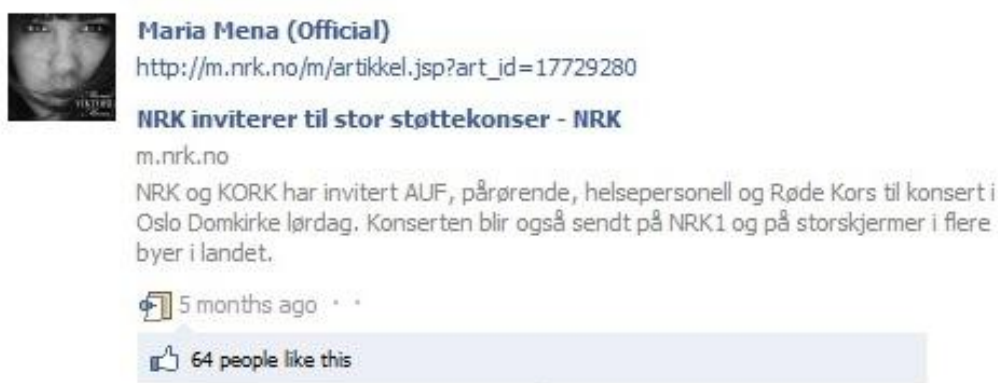 Maria Mena (Official)
http://m.nrk.no/m/artikkel.jsp?art_id=17729280
NRK inviterer til stor støttekonser - NRK
m.nrk.no
NRK og KORK har invitert AUF, pårørende, helsepersonell og Røde Kors til konsert i
Oslo Domkirke lørdag. Konserten blir også sendt på NRK1 og på storskjermer i flere
byer i landet.
5 months ago · ·
64 people like this